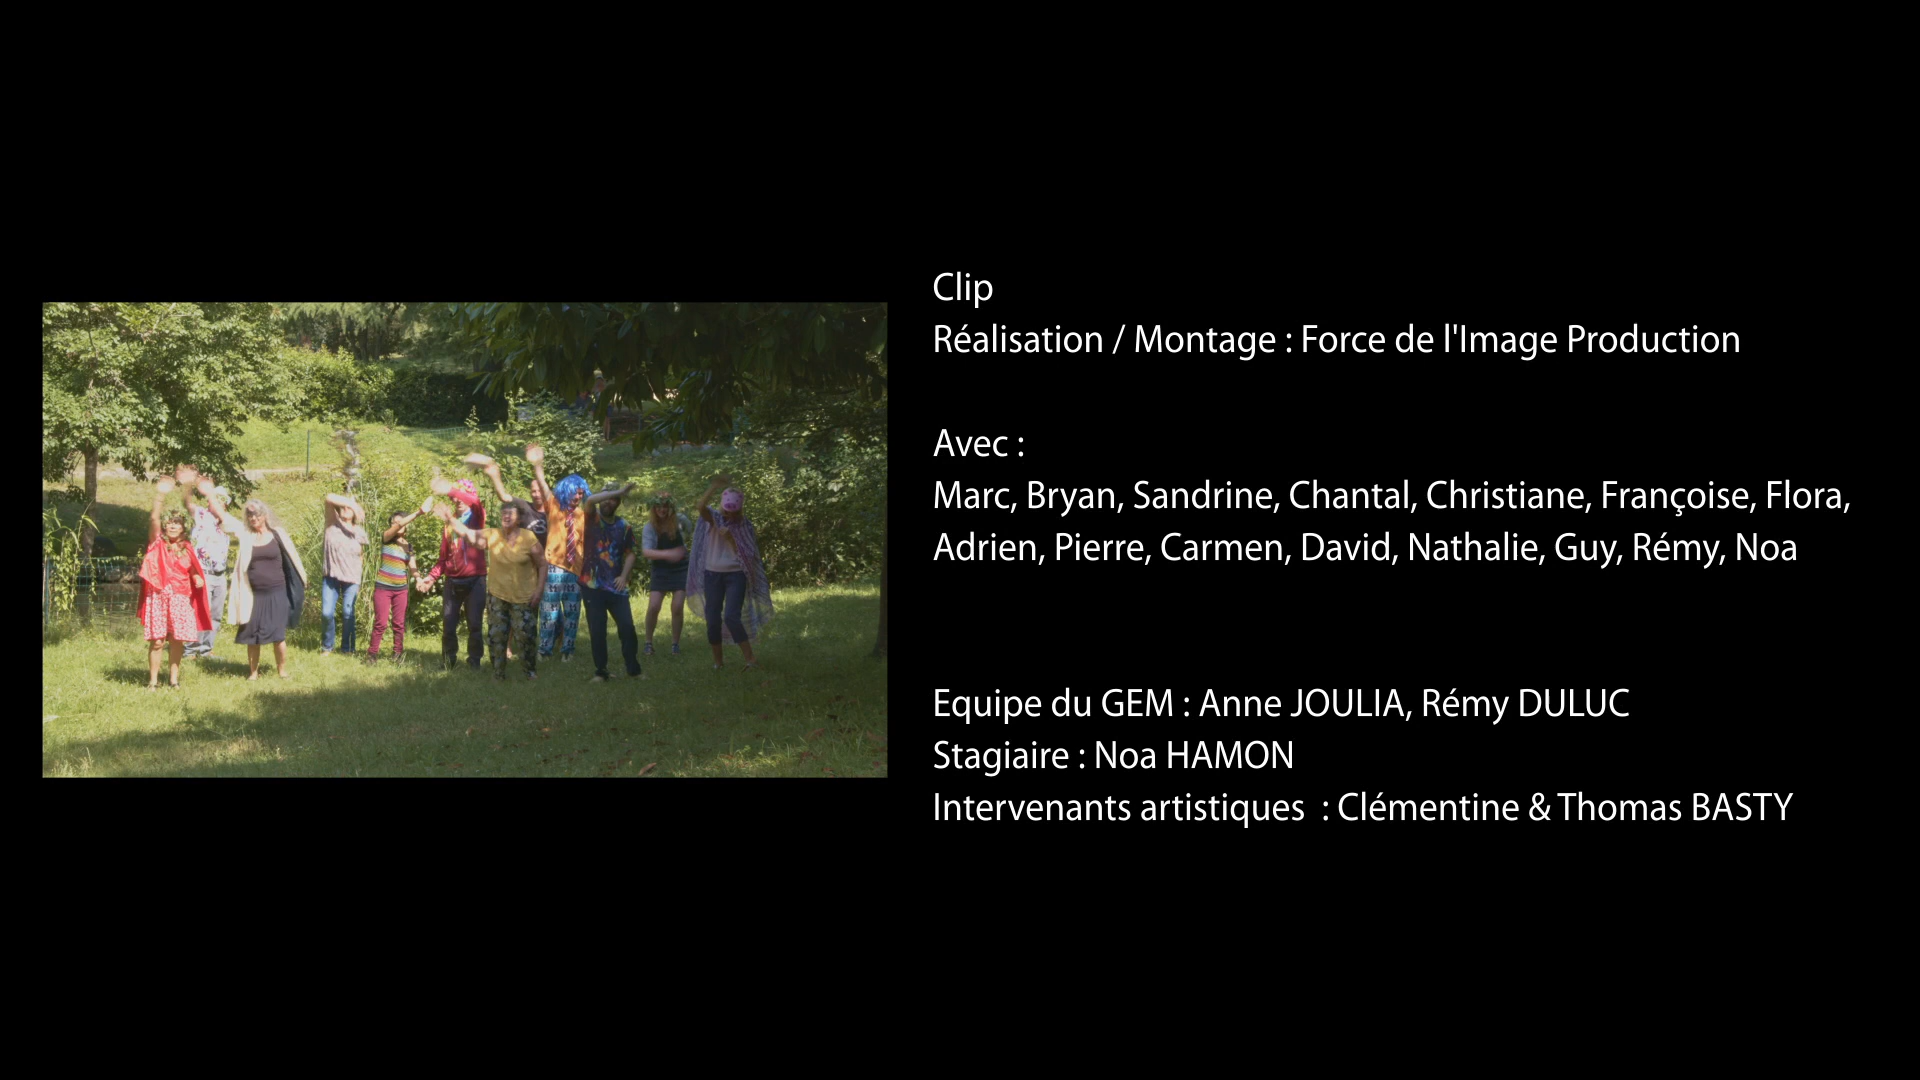 Clip
Réalisation / Montage : Force de l'Image Production
Avec :
Marc, Bryan, Sandrine, Chantal, Christiane, Françoise, Flora,
Adrien, Pierre, Carmen, David, Nathalie, Guy, Rémy, Noa
Equipe du GEM : Anne JOULIA, Rémy DULUC
Stagiaire : Noa HAMON
Intervenants artistiques  : Clémentine & Thomas BASTY